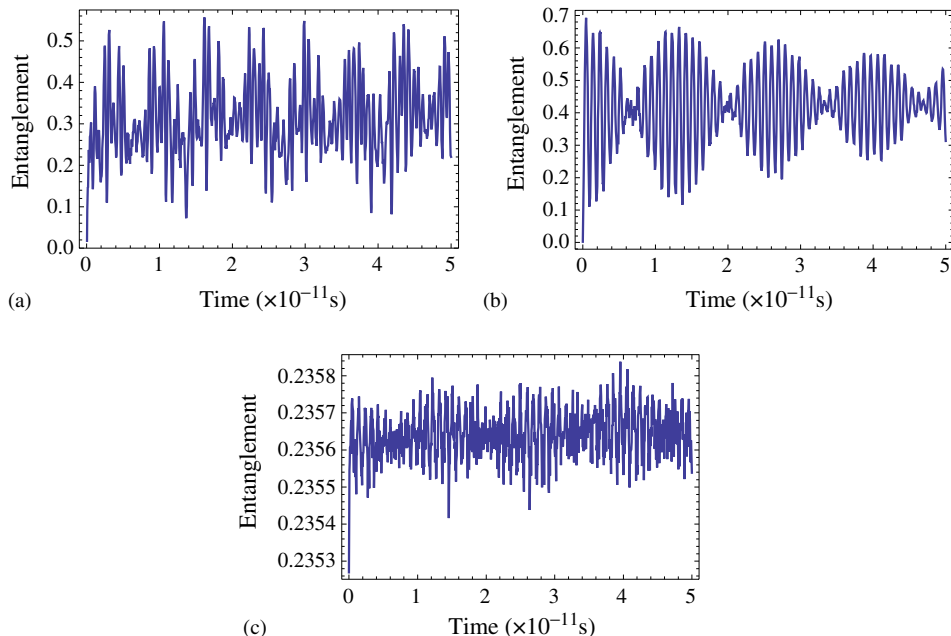 0.5
0.4
0.3
0.2
0.1
0.0
Entanglement
0 1 2 3 4 5
Time (×10⁻¹¹s)
(a)
0.7
0.6
0.5
0.4
0.3
0.2
0.1
0.0
Entanglement
0 1 2 3 4 5
Time (×10⁻¹¹s)
(b)
0.2358
0.2357
0.2356
0.2355
0.2354
0.2353
Entanglement
0 1 2 3 4 5
Time (×10⁻¹¹s)
(c)